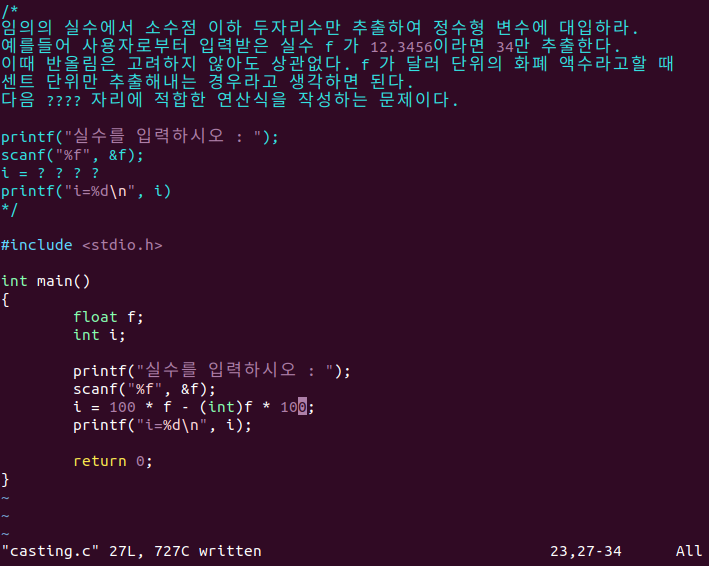 /*
임의의 실수에서 소수점 이하 두자리수만 추출하여 정수형 변수에 대입하라.
예를들어 사용자로부터 입력받은 실수 f 가 12.3456이라면 34만 추출한다.
이때 반올림은 고려하지 않아도 상관없다. f 가 달러 단위의 화폐 액수라고할 때
센트 단위만 추출해내는 경우라고 생각하면 된다.
다음 ???? 자리에 적합한 연산식을 작성하는 문제이다.
printf("실수를 입력하시오 : ");
scanf("%f", &f);
i = ? ? ? ?
printf("i=%d\n", i)
*/
#include <stdio.h>
int main()
{
float f;
int i;
printf("실수를 입력하시오 : ");
scanf("%f", &f);
i = 100 * f - (int)f * 100;
printf("i=%d\n", i);
return 0;
}
~
~
~
"casting.c" 27L, 727C written 23,27-34 All